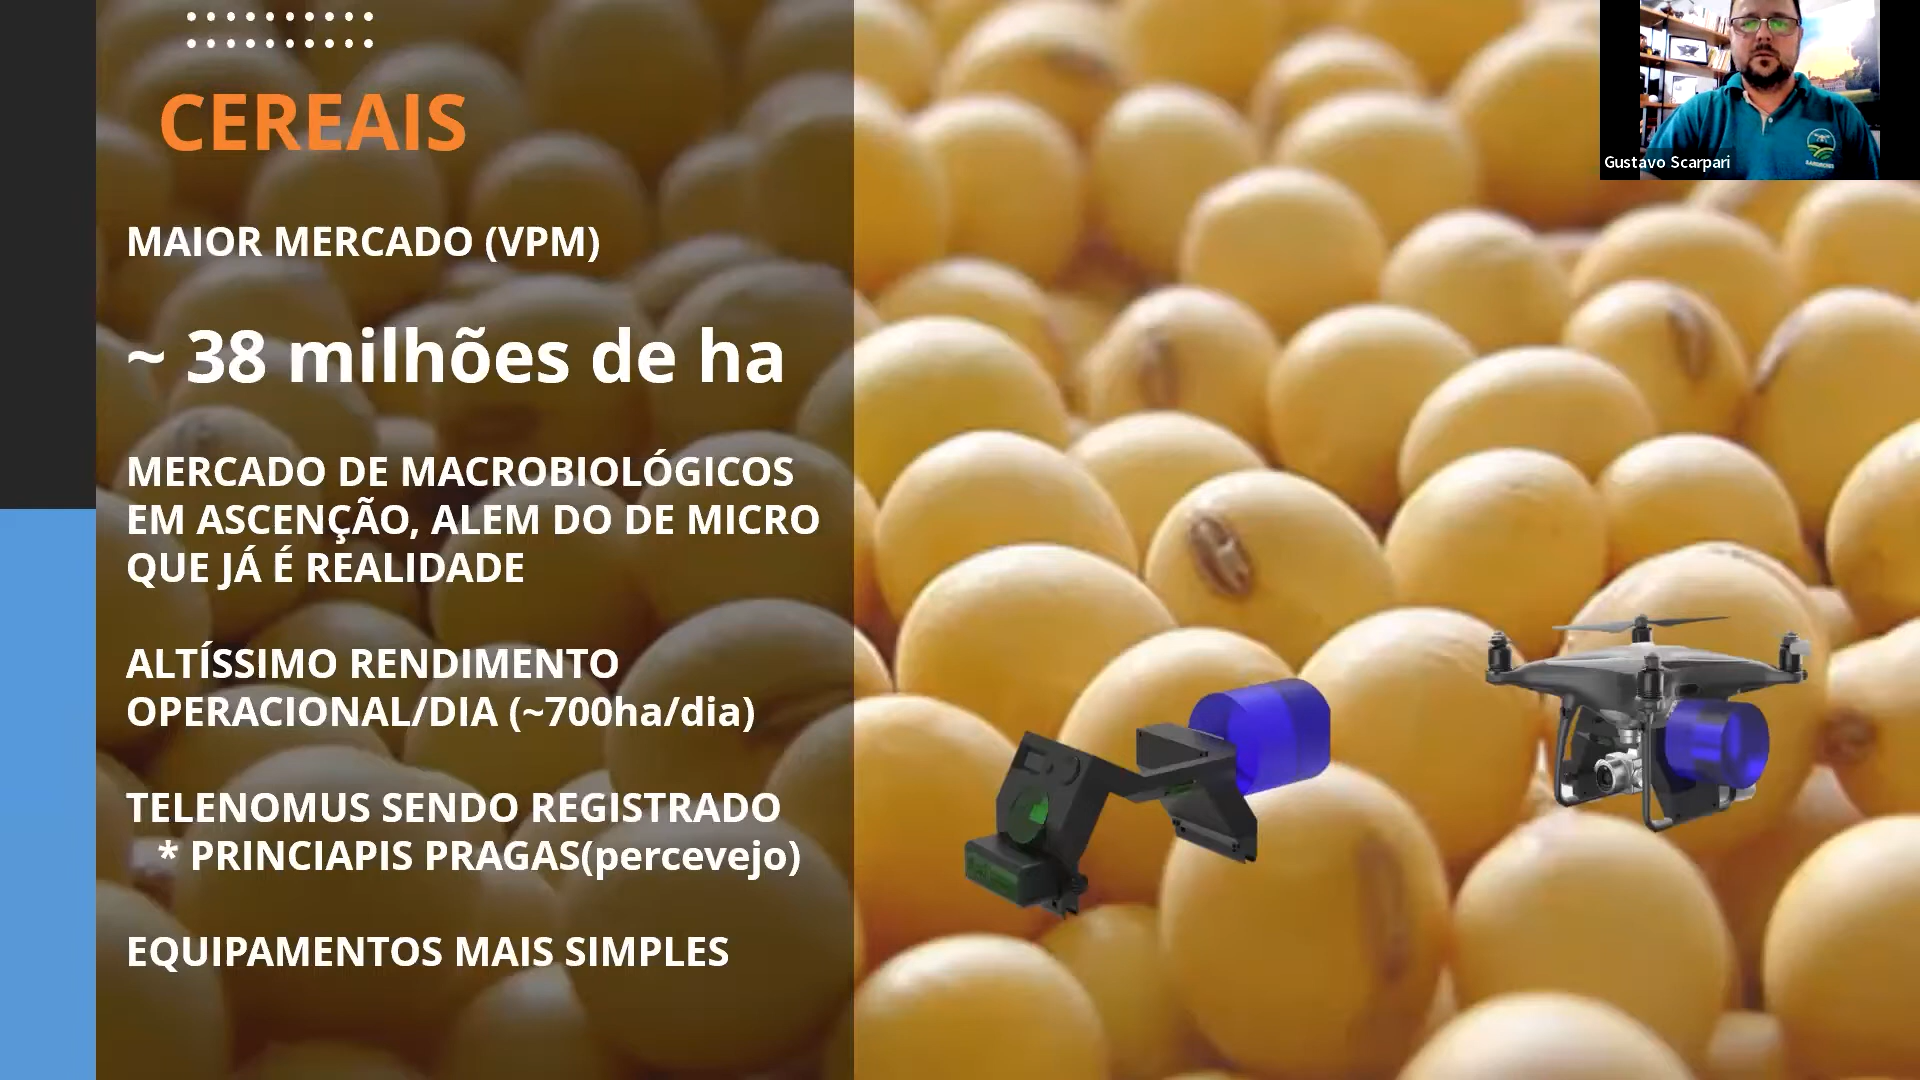 CEREAIS
MAIOR MERCADO (VPM)
~ 38 milhões de ha
MERCADO DE MACROBIOLÓGICOS
EM ASCENÇÃO, ALEM DO DE MICRO
QUE JÁ É REALIDADE
ALTÍSSIMO RENDIMENTO
OPERACIONAL/DIA (~700ha/dia)
TELENOMUS SENDO REGISTRADO
* PRINCIAPIS PRAGAS(percevejo)
EQUIPAMENTOS MAIS SIMPLES
Gustavo Scarpari